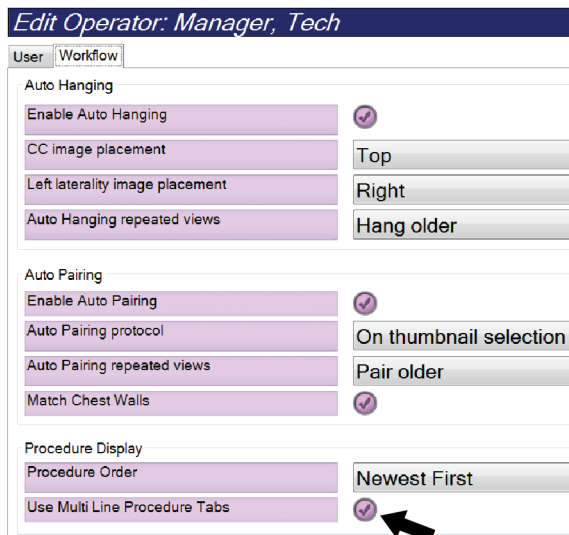 Edit Operator: Manager, Tech
User Workflow
Auto Hanging
Enable Auto Hanging
CC image placement Top
Left laterality image placement Right
Auto Hanging repeated views Hang older
Auto Pairing
Enable Auto Pairing
Auto Pairing protocol On thumbnail selection
Auto Pairing repeated views Pair older
Match Chest Walls
Procedure Display
Procedure Order Newest First
Use Multi Line Procedure Tabs